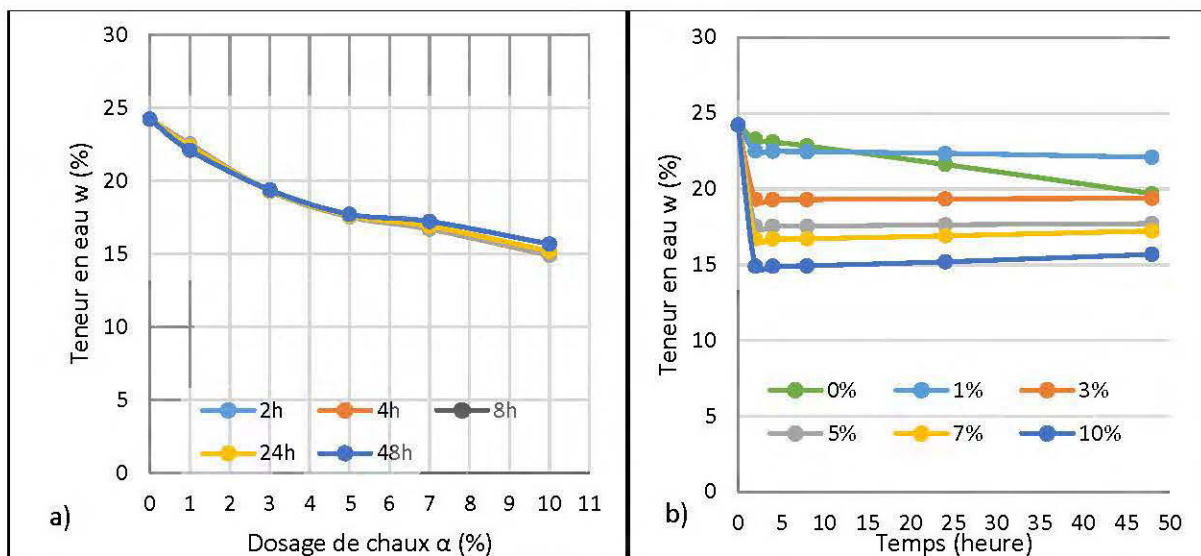 30
25
20
15
10
5
0
Teneur en eau w (%)
2h 4h 8h
24h 48h
0 1 2 3 4 5 6 7 8 9 10 11
Dosage de chaux α (%)
a)
30
25
20
15
10
5
0
Teneur en eau w (%)
0% 1% 3%
5% 7% 10%
0 5 10 15 20 25 30 35 40 45 50
Temps (heure)
b)